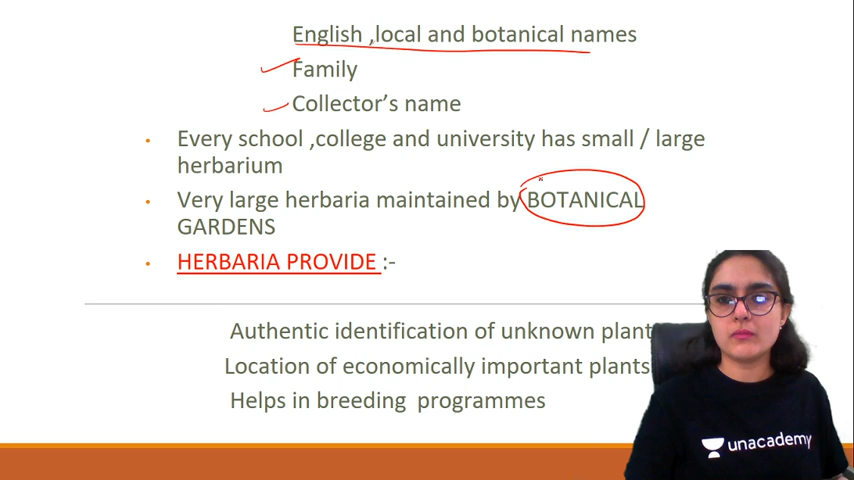 English ,local and botanical names
Family
Collector's name
• Every school ,college and university has small / large
herbarium
• Very large herbaria maintained by BOTANICAL
GARDENS
• HERBARIA PROVIDE :-
Authentic identification of unknown plant
Location of economically important plants
Helps in breeding programmes
unacademy